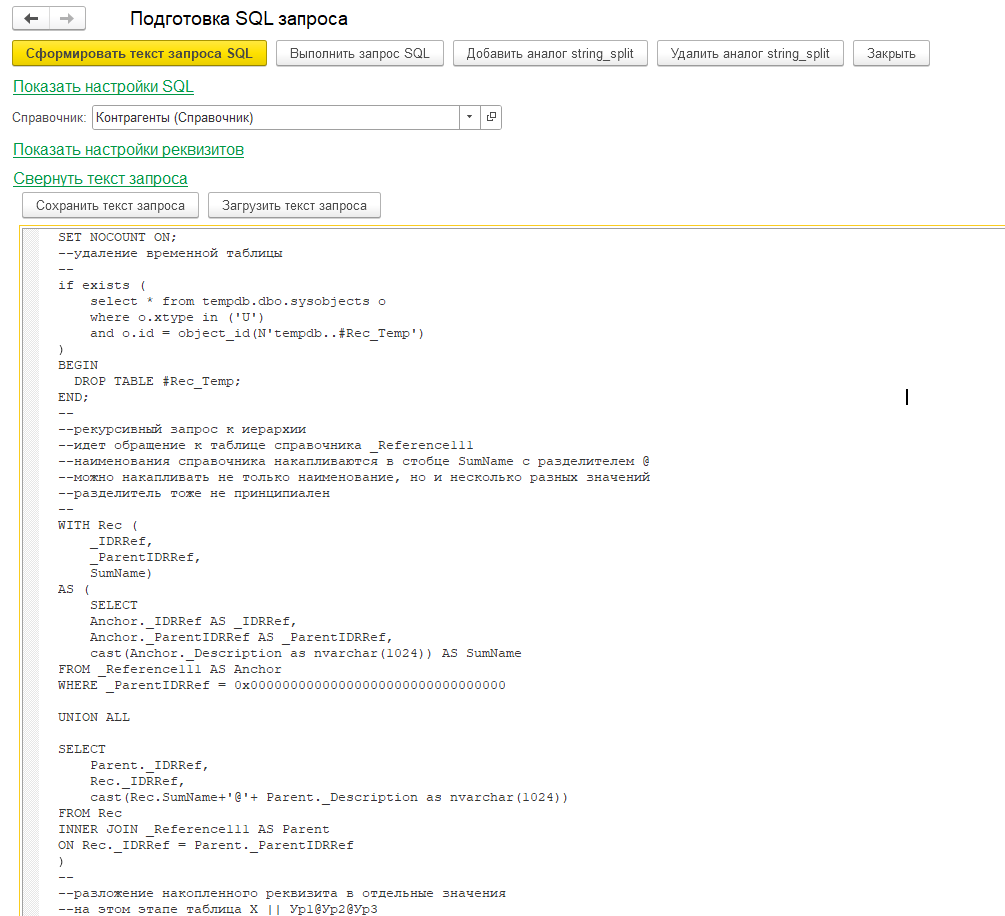 Подготовка SQL запроса
Сформировать текст запроса SQL Выполнить запрос SQL Добавить аналог string_split Удалить аналог string_split Закрыть
Показать настройки SQL
Справочник: Контрагенты (Справочник)
Показать настройки реквизитов
Свернуть текст запроса
Сохранить текст запроса Загрузить текст запроса
SET NOCOUNT ON;
--удаление временной таблицы
--
if exists (
select * from tempdb.dbo.sysobjects o
where o.xtype in ('U')
and o.id = object_id(N'tempdb..#Rec_Temp')
)
BEGIN
DROP TABLE #Rec_Temp;
END;
--
--рекурсивный запрос к иерархии
--идет обращение к таблице справочника _Reference111
--наименования справочника накапливаются в стобце SumName с разделителем @
--можно накапливать не только наименование, но и несколько разных значений
--разделитель тоже не принципиален
--
WITH Rec (
_IDRRef,
_ParentIDRRef,
SumName)
AS (
SELECT
Anchor._IDRRef AS _IDRRef,
Anchor._ParentIDRRef AS _ParentIDRRef,
cast(Anchor._Description as nvarchar(1024)) AS SumName
FROM _Reference111 AS Anchor
WHERE _ParentIDRRef = 0x00000000000000000000000000000000

UNION ALL

SELECT
Parent._IDRRef,
Rec._IDRRef,
cast(Rec.SumName+'@'+ Parent._Description as nvarchar(1024))
FROM Rec
INNER JOIN _Reference111 AS Parent
ON Rec._IDRRef = Parent._ParentIDRRef
)
--
--разложение накопленного реквизита в отдельные значения
--на этом этапе таблица X || Ур1@Ур2@Ур3